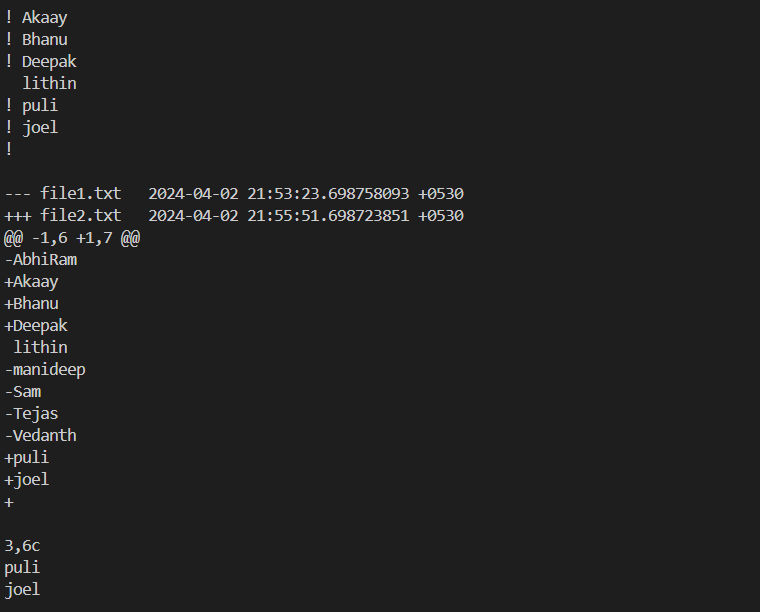 ! Akaay
! Bhanu
! Deepak
  lithin
! puli
! joel
!

--- file1.txt   2024-04-02 21:53:23.698758093 +0530
+++ file2.txt   2024-04-02 21:55:51.698723851 +0530
@@ -1,6 +1,7 @@
-AbhiRam
+Akaay
+Bhanu
+Deepak
 lithin
-manideep
-Sam
-Tejas
-Vedanth
+puli
+joel
+

3,6c
puli
joel